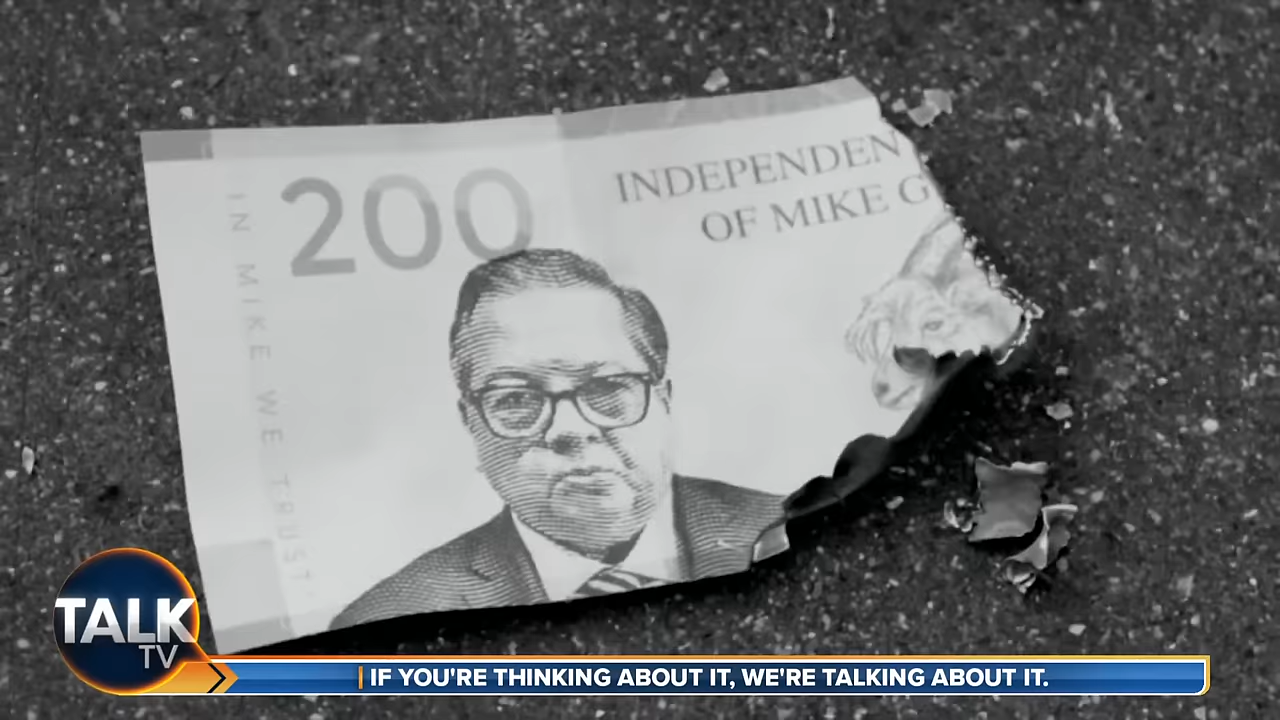 200
INDEPENDEN
OF MIKE G
IN MIKE WE TRUST
TALK
TV
IF YOU'RE THINKING ABOUT IT, WE'RE TALKING ABOUT IT.